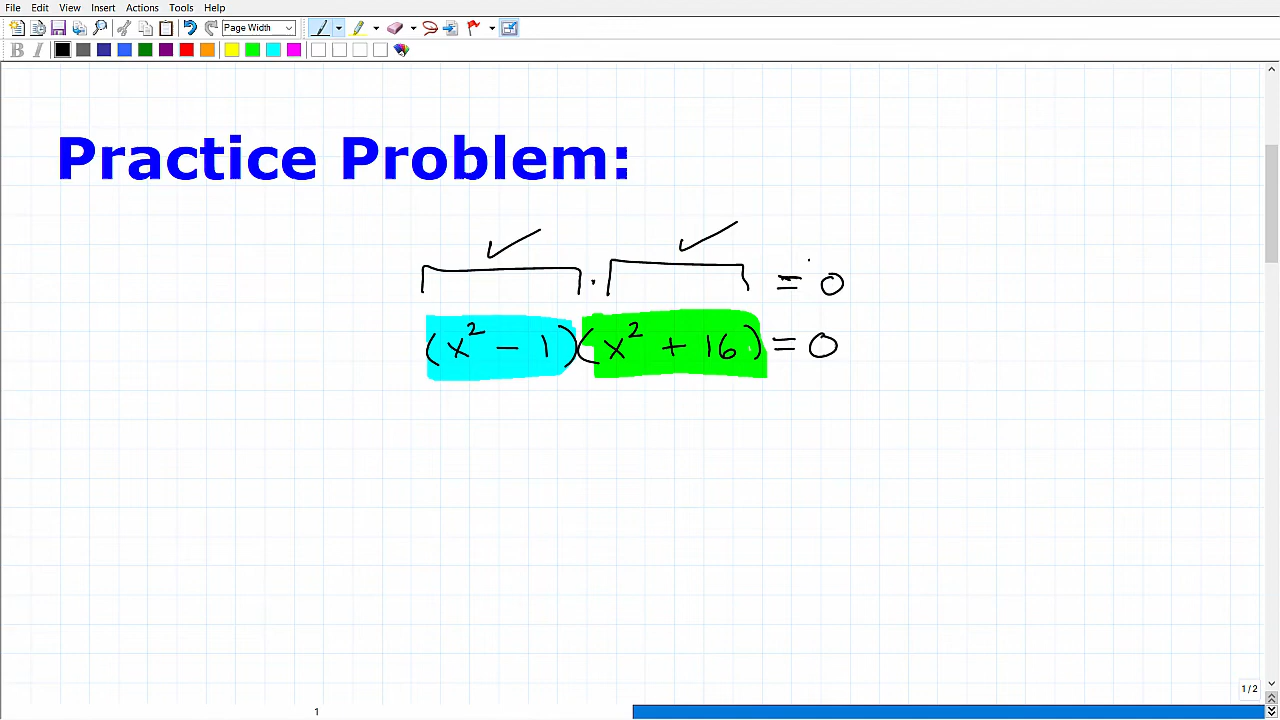 File Edit View Insert Actions Tools Help
Page Width
B I
Practice Problem:
· = 0
(x² - 1)(x² + 16) = 0
1/2
1